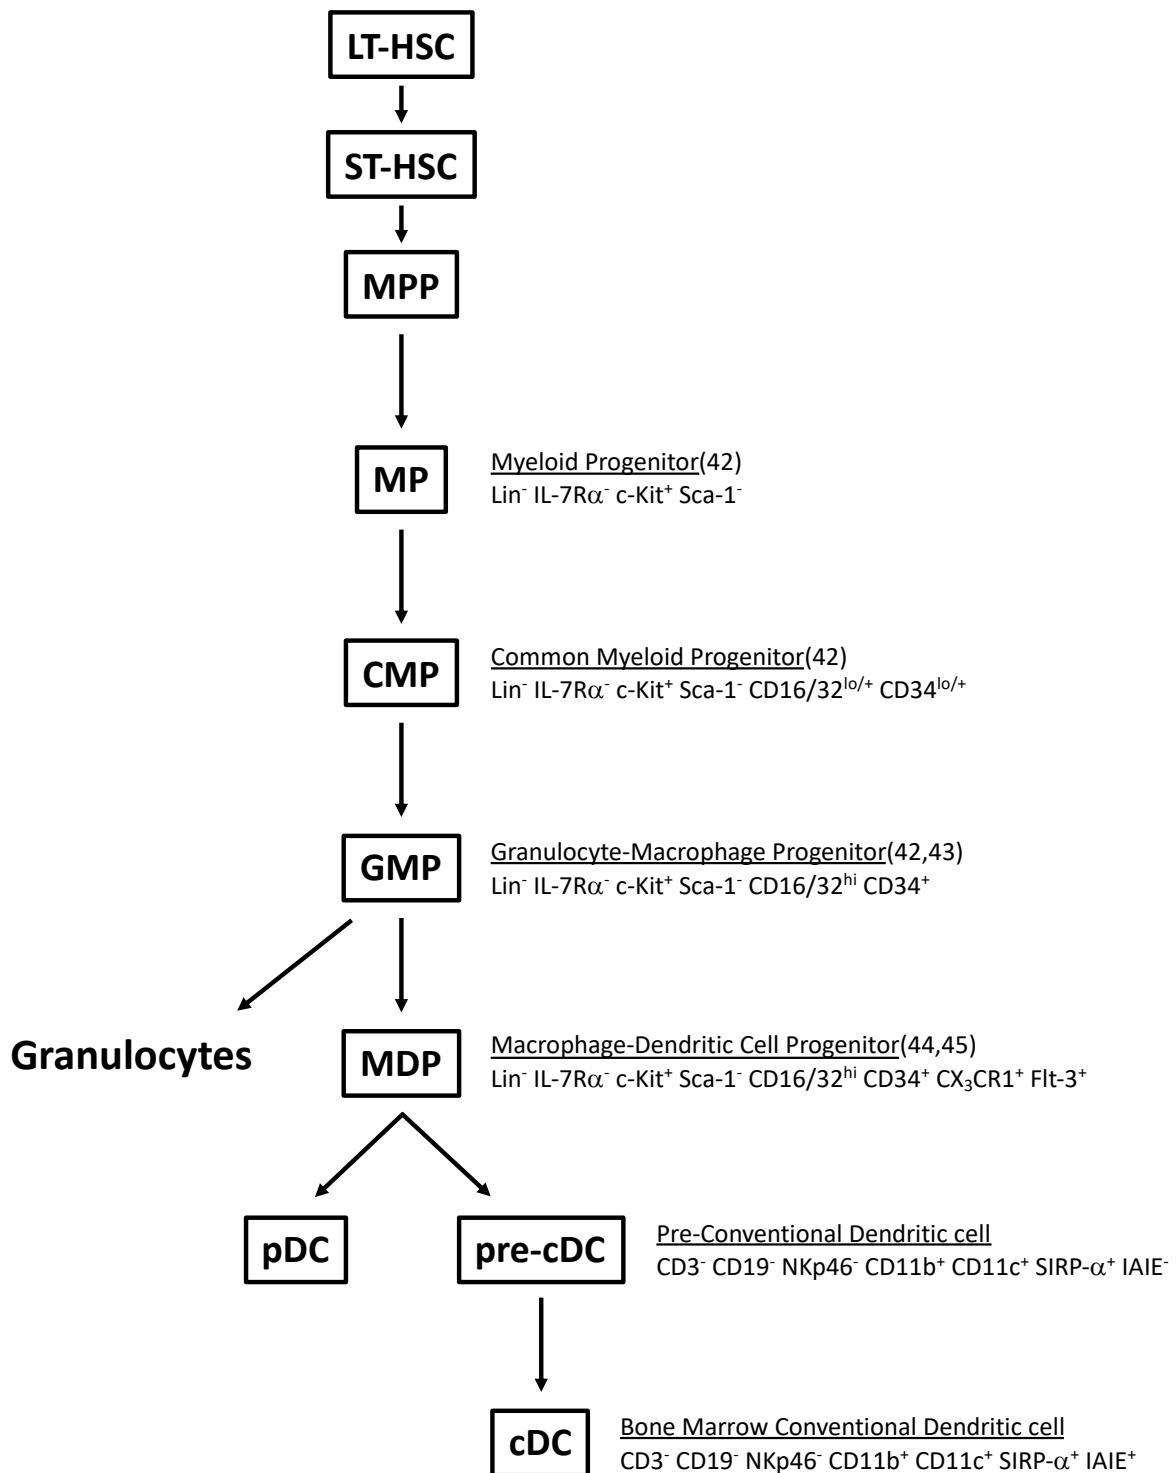 LT-HSC
ST-HSC
MPP
MP
Myeloid Progenitor(42)
Lin⁻ IL-7Rα⁻ c-Kit⁺ Sca-1⁻
CMP
Common Myeloid Progenitor(42)
Lin⁻ IL-7Rα⁻ c-Kit⁺ Sca-1⁻ CD16/32ˡᵒ/⁺ CD34ˡᵒ/⁺
GMP
Granulocyte-Macrophage Progenitor(42,43)
Lin⁻ IL-7Rα⁻ c-Kit⁺ Sca-1⁻ CD16/32ʰⁱ CD34⁺
Granulocytes
MDP
Macrophage-Dendritic Cell Progenitor(44,45)
Lin⁻ IL-7Rα⁻ c-Kit⁺ Sca-1⁻ CD16/32ʰⁱ CD34⁺ CX₃CR1⁺ Flt-3⁺
pDC
pre-cDC
Pre-Conventional Dendritic cell
CD3⁻ CD19⁻ NKp46⁻ CD11b⁺ CD11c⁺ SIRP-α⁺ IAIE⁻
cDC
Bone Marrow Conventional Dendritic cell
CD3⁻ CD19⁻ NKp46⁻ CD11b⁺ CD11c⁺ SIRP-α⁺ IAIE⁺